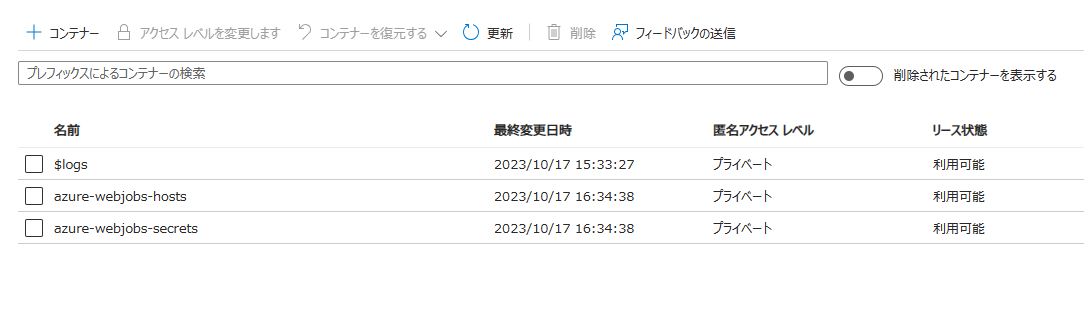 コンテナー アクセス レベルを変更します コンテナーを復元する 更新 削除 フィードバックの送信
プレフィックスによるコンテナーの検索 削除されたコンテナーを表示する
名前 最終変更日時 匿名アクセス レベル リース状態
$logs 2023/10/17 15:33:27 プライベート 利用可能
azure-webjobs-hosts 2023/10/17 16:34:38 プライベート 利用可能
azure-webjobs-secrets 2023/10/17 16:34:38 プライベート 利用可能